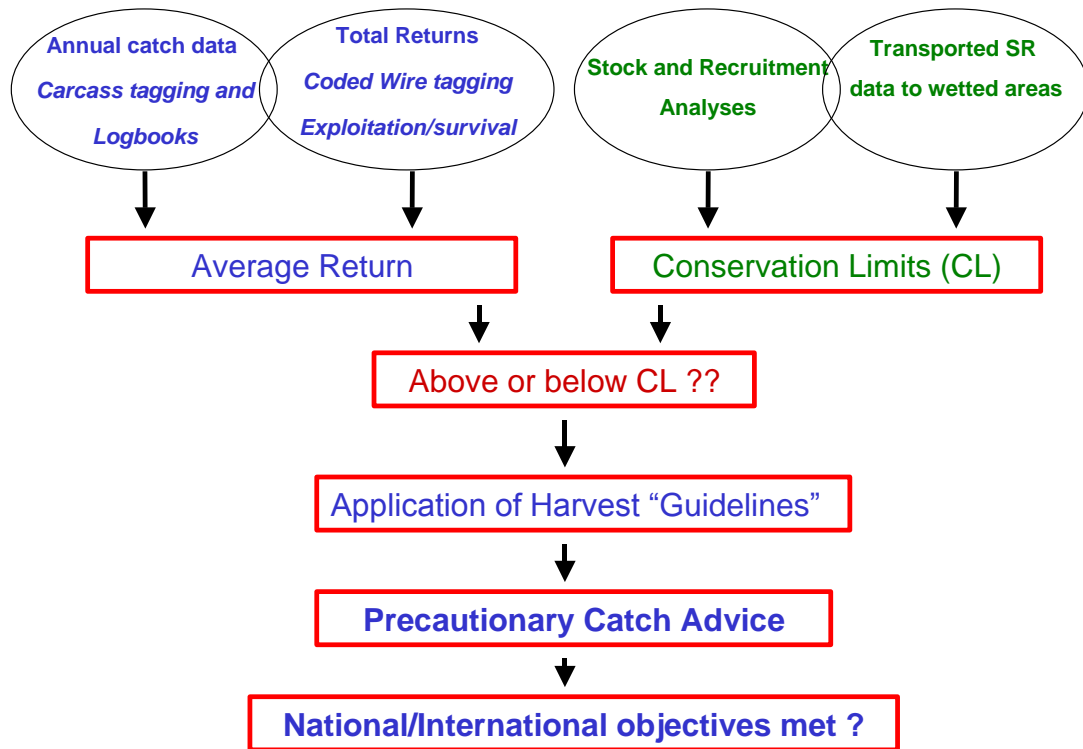 Annual catch data
Carcass tagging and
Logbooks
Total Returns
Coded Wire tagging
Exploitation/survival
Stock and Recruitment
Analyses
Transported SR
data to wetted areas
Average Return
Conservation Limits (CL)
Above or below CL ??
Application of Harvest “Guidelines”
Precautionary Catch Advice
National/International objectives met ?